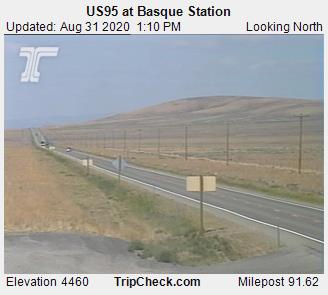 US95 at Basque Station
Updated: Aug 31 2020 1:10 PM Looking North
Elevation 4460 TripCheck.com Milepost 91.62